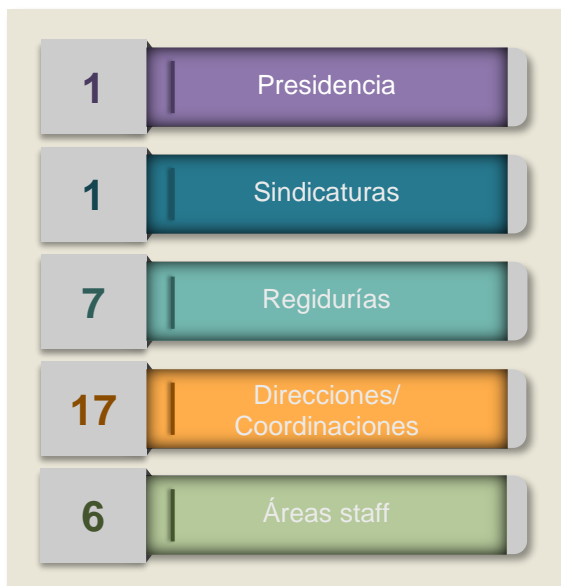 1 Presidencia
1 Sindicaturas
7 Regidurías
17 Direcciones/
Coordinaciones
6 Áreas staff